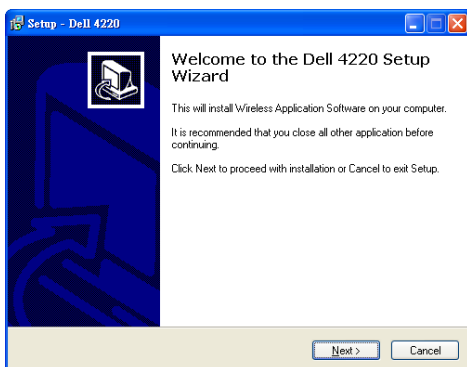 Setup - Dell 4220
Welcome to the Dell 4220 Setup
Wizard
This will install Wireless Application Software on your computer.
It is recommended that you close all other application before
continuing.
Click Next to proceed with installation or Cancel to exit Setup.
Next >
Cancel